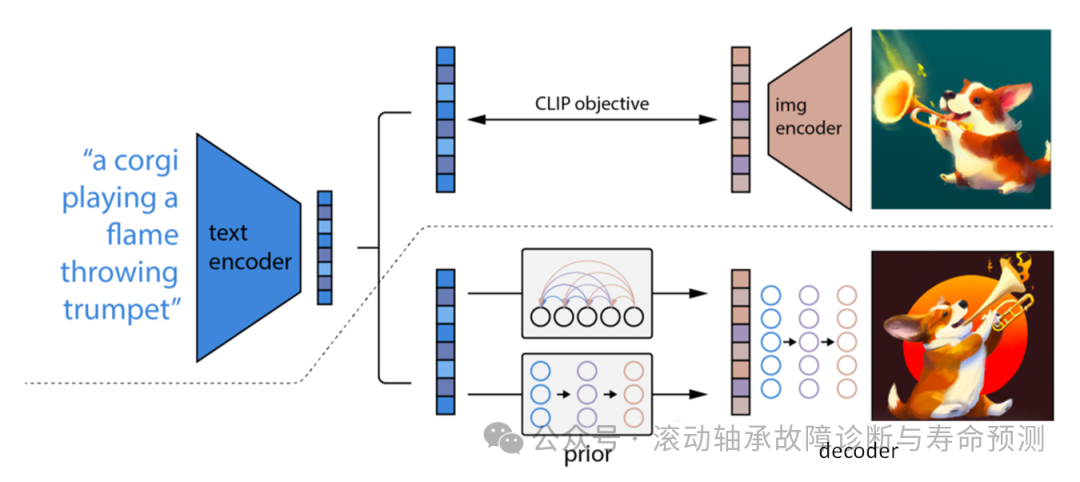 “a corgi
playing a
flame
throwing
trumpet”
text
encoder
CLIP objective
img
encoder
prior
decoder
公众号·滚动轴承故障诊断与寿命预测